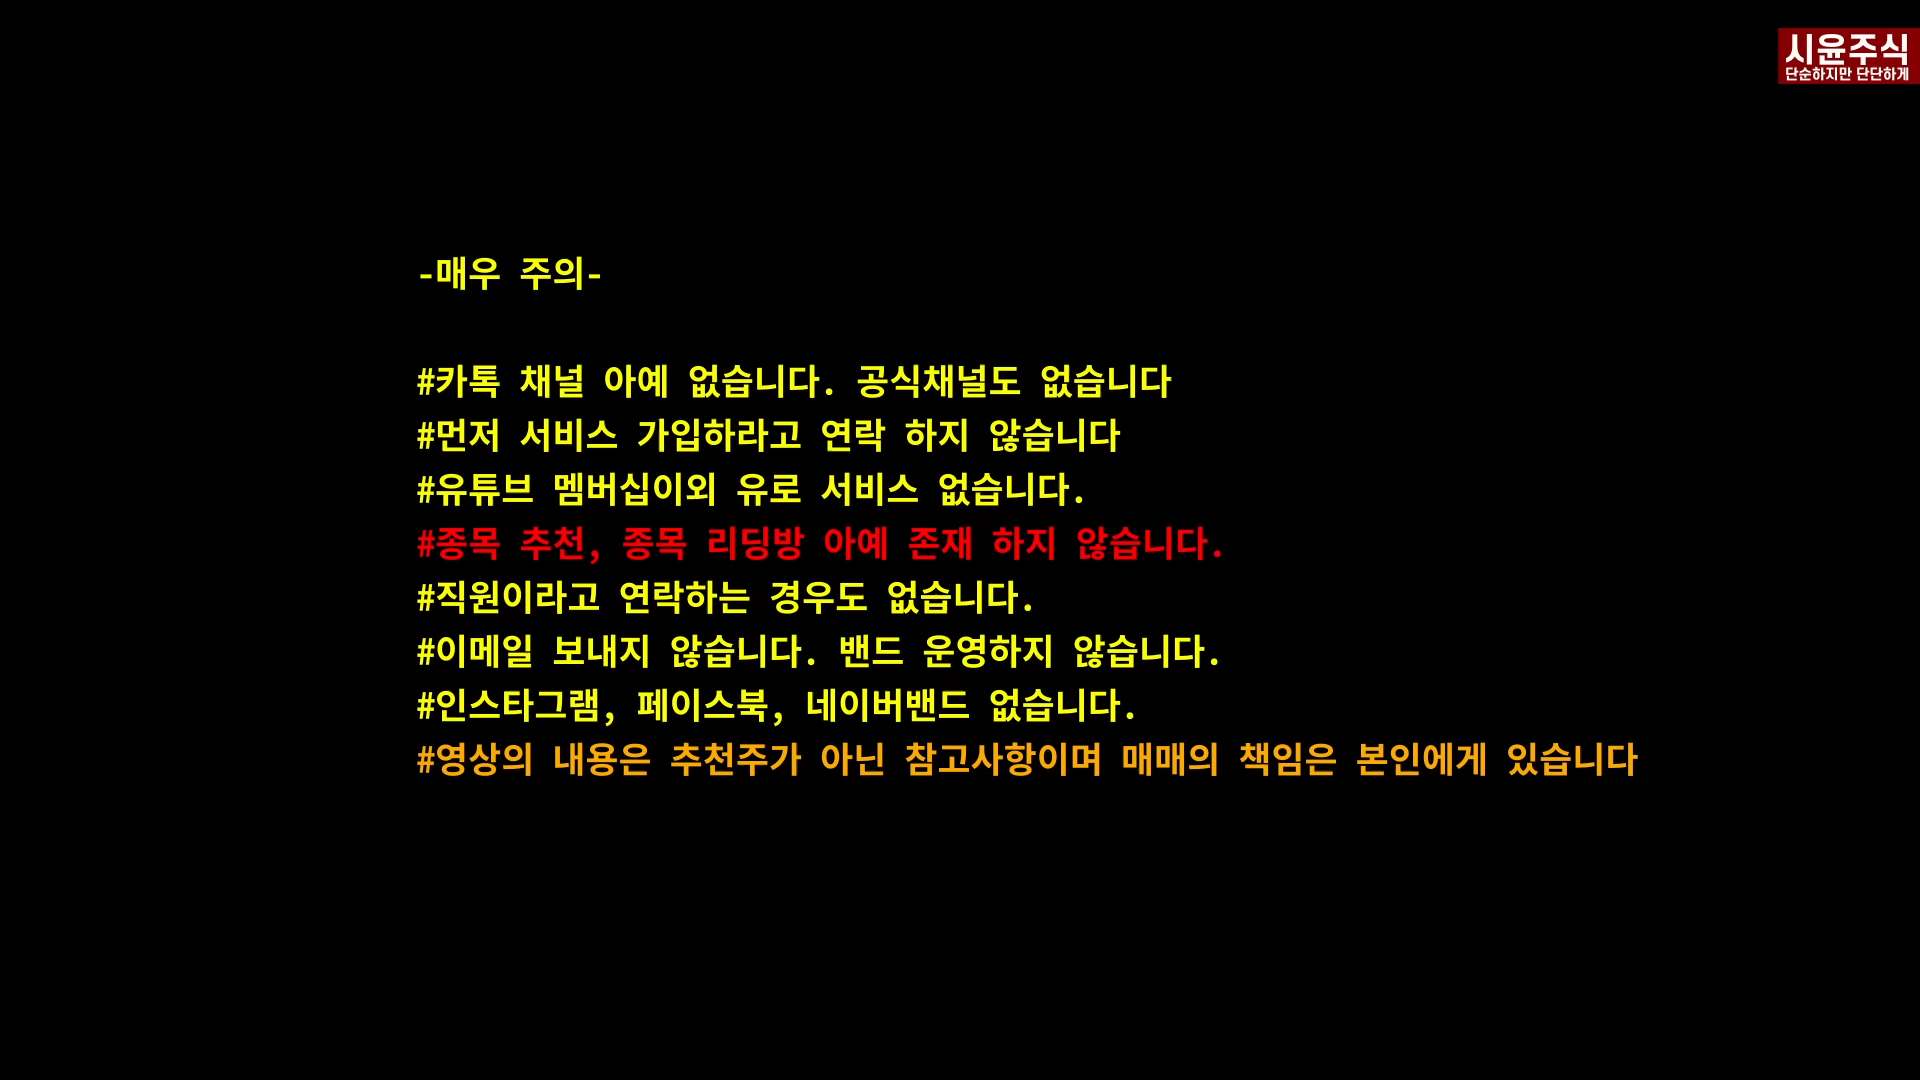 시윤주식
단순하지만 단단하게
-매우 주의-
#카톡 채널 아예 없습니다. 공식채널도 없습니다
#먼저 서비스 가입하라고 연락 하지 않습니다
#유튜브 멤버십이외 유로 서비스 없습니다.
#종목 추천, 종목 리딩방 아예 존재 하지 않습니다.
#직원이라고 연락하는 경우도 없습니다.
#이메일 보내지 않습니다. 밴드 운영하지 않습니다.
#인스타그램, 페이스북, 네이버밴드 없습니다.
#영상의 내용은 추천주가 아닌 참고사항이며 매매의 책임은 본인에게 있습니다